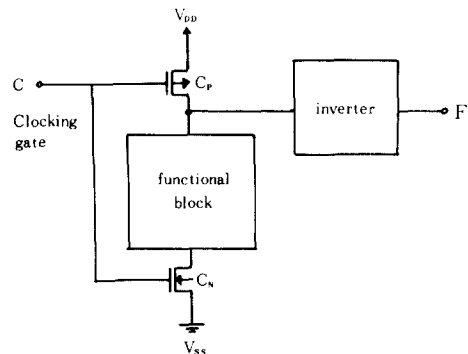 V_DD
C
C_P
Clocking
gate
inverter
F
functional
block
C_N
V_SS